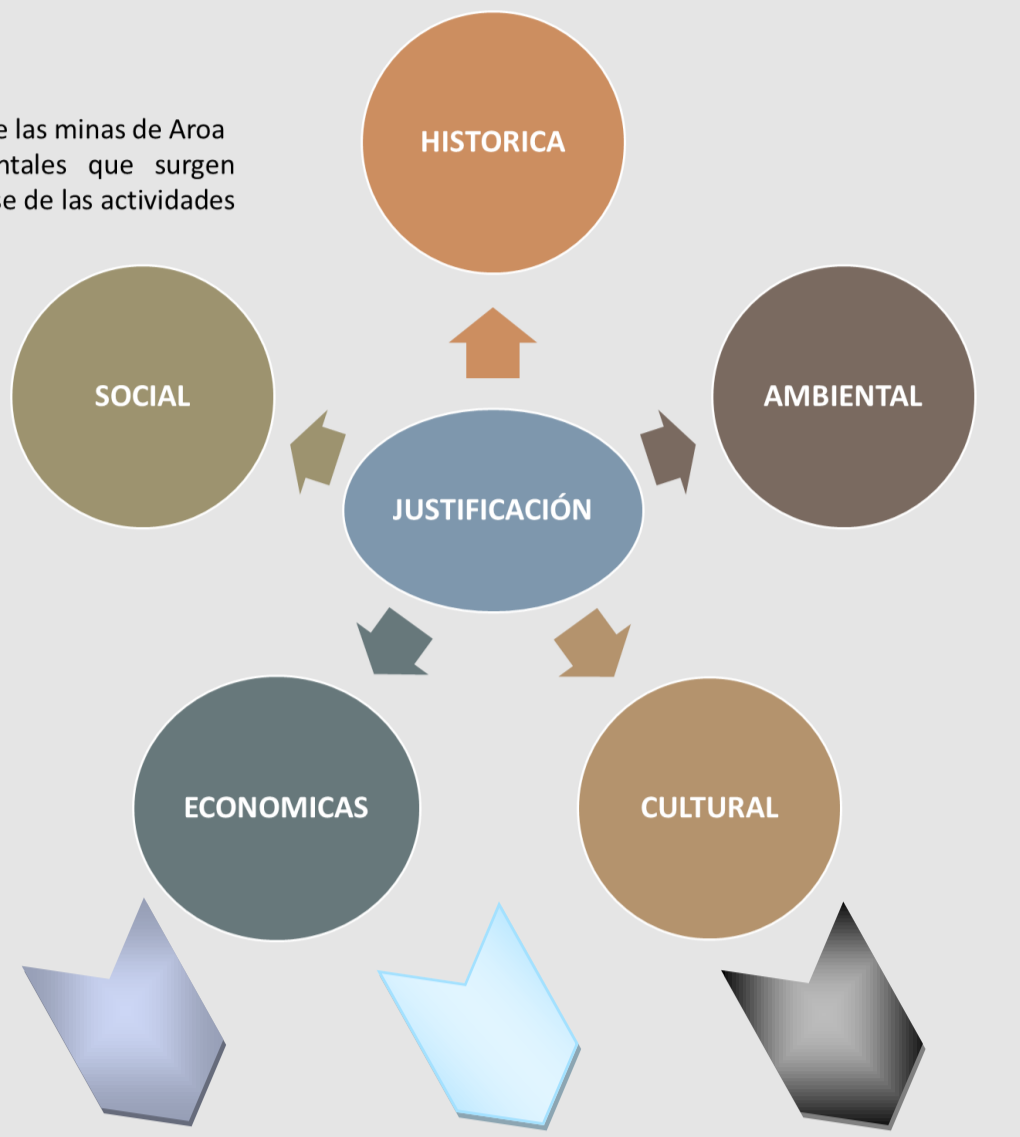 e las minas de Aroa
ntales que surgen
se de las actividades
HISTORICA
SOCIAL
AMBIENTAL
JUSTIFICACIÓN
ECONOMICAS
CULTURAL